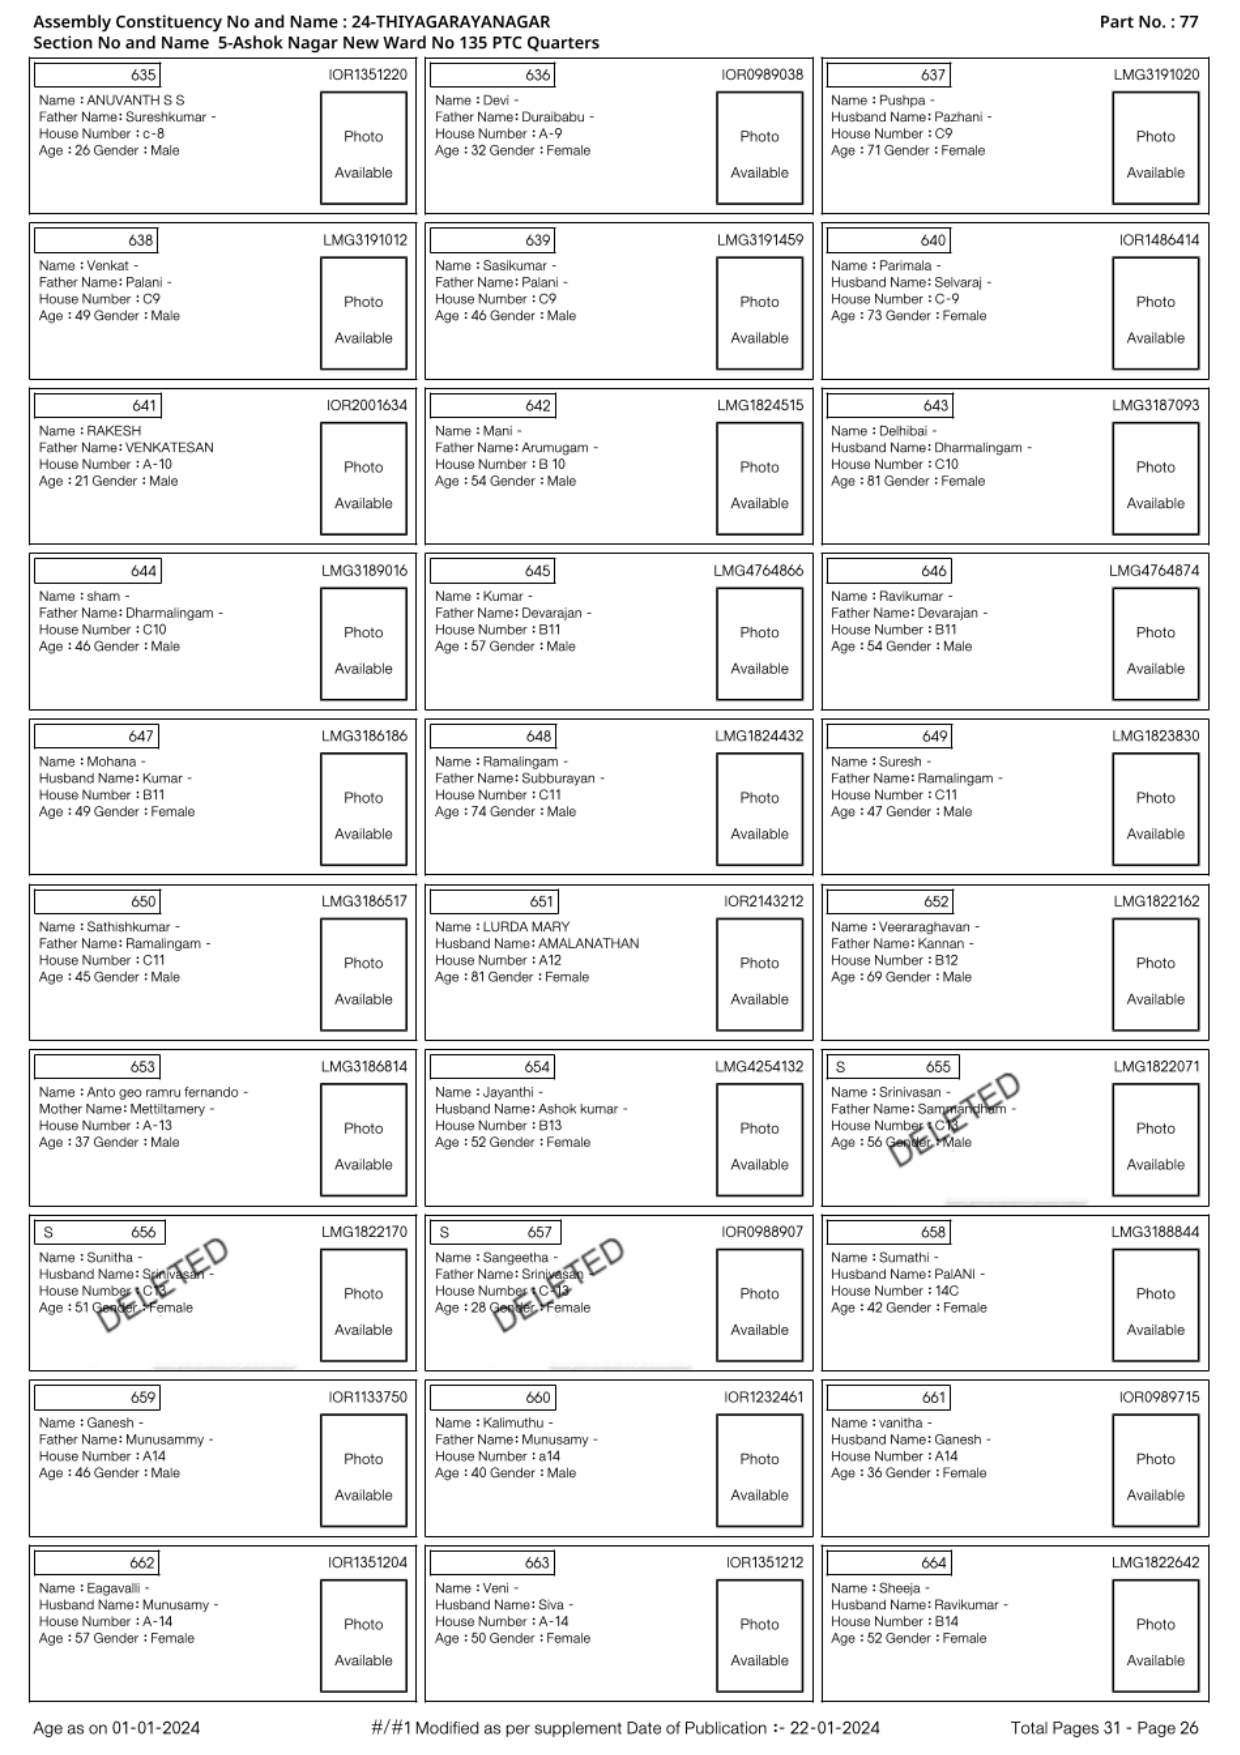 Assembly Constituency No and Name : 24-THIYAGARAYANAGAR
Part No. : 77
Section No and Name 5-Ashok Nagar New Ward No 135 PTC Quarters
635 IOR1351220
Name : ANUVANTH S S
Father Name: Sureshkumar -
House Number : c-8
Age : 26 Gender : Male
Photo
Available
636 IOR0989038
Name : Devi -
Father Name: Duraibabu -
House Number : A-9
Age : 32 Gender : Female
Photo
Available
637 LMG3191020
Name : Pushpa -
Husband Name: Pazhani -
House Number : C9
Age : 71 Gender : Female
Photo
Available
638 LMG3191012
Name : Venkat -
Father Name: Palani -
House Number : C9
Age : 49 Gender : Male
Photo
Available
639 LMG3191459
Name : Sasikumar -
Father Name: Palani -
House Number : C9
Age : 46 Gender : Male
Photo
Available
640 IOR1486414
Name : Parimala -
Husband Name: Selvaraj -
House Number : C-9
Age : 73 Gender : Female
Photo
Available
641 IOR2001634
Name : RAKESH
Father Name: VENKATESAN
House Number : A-10
Age : 21 Gender : Male
Photo
Available
642 LMG1824515
Name : Mani -
Father Name: Arumugam -
House Number : B 10
Age : 54 Gender : Male
Photo
Available
643 LMG3187093
Name : Delhibai -
Husband Name: Dharmalingam -
House Number : C10
Age : 81 Gender : Female
Photo
Available
644 LMG3189016
Name : sham -
Father Name: Dharmalingam -
House Number : C10
Age : 46 Gender : Male
Photo
Available
645 LMG4764866
Name : Kumar -
Father Name: Devarajan -
House Number : B11
Age : 57 Gender : Male
Photo
Available
646 LMG4764874
Name : Ravikumar -
Father Name: Devarajan -
House Number : B11
Age : 54 Gender : Male
Photo
Available
647 LMG3186186
Name : Mohana -
Husband Name: Kumar -
House Number : B11
Age : 49 Gender : Female
Photo
Available
648 LMG1824432
Name : Ramalingam -
Father Name: Subburayan -
House Number : C11
Age : 74 Gender : Male
Photo
Available
649 LMG1823830
Name : Suresh -
Father Name: Ramalingam -
House Number : C11
Age : 47 Gender : Male
Photo
Available
650 LMG3186517
Name : Sathishkumar -
Father Name: Ramalingam -
House Number : C11
Age : 45 Gender : Male
Photo
Available
651 IOR2143212
Name : LURDA MARY
Husband Name: AMALANATHAN
House Number : A12
Age : 81 Gender : Female
Photo
Available
652 LMG1822162
Name : Veeraraghavan -
Father Name: Kannan -
House Number : B12
Age : 69 Gender : Male
Photo
Available
653 LMG3186814
Name : Anto geo ramru fernando -
Mother Name: Mettiltamery -
House Number : A-13
Age : 37 Gender : Male
Photo
Available
654 LMG4254132
Name : Jayanthi -
Husband Name: Ashok kumar -
House Number : B13
Age : 52 Gender : Female
Photo
Available
S 655 LMG1822071
Name : Srinivasan -
Father Name: Sammandham -
House Number : C13
Age : 56 Gender : Male
DELETED
Photo
Available
S 656 LMG1822170
Name : Sunitha -
Husband Name: Srinivasan -
House Number : C13
Age : 51 Gender : Female
DELETED
Photo
Available
S 657 IOR0988907
Name : Sangeetha -
Father Name: Srinivasan -
House Number : C-13
Age : 28 Gender : Female
DELETED
Photo
Available
658 LMG3188844
Name : Sumathi -
Husband Name: PalANI -
House Number : 14C
Age : 42 Gender : Female
Photo
Available
659 IOR1133750
Name : Ganesh -
Father Name: Munusammy -
House Number : A14
Age : 46 Gender : Male
Photo
Available
660 IOR1232461
Name : Kalimuthu -
Father Name: Munusamy -
House Number : a14
Age : 40 Gender : Male
Photo
Available
661 IOR0989715
Name : vanitha -
Husband Name: Ganesh -
House Number : A14
Age : 36 Gender : Female
Photo
Available
662 IOR1351204
Name : Eagavalli -
Husband Name: Munusamy -
House Number : A-14
Age : 57 Gender : Female
Photo
Available
663 IOR1351212
Name : Veni -
Husband Name: Siva -
House Number : A-14
Age : 50 Gender : Female
Photo
Available
664 LMG1822642
Name : Sheeja -
Husband Name: Ravikumar -
House Number : B14
Age : 52 Gender : Female
Photo
Available
Age as on 01-01-2024
#/#1 Modified as per supplement Date of Publication :- 22-01-2024
Total Pages 31 - Page 26